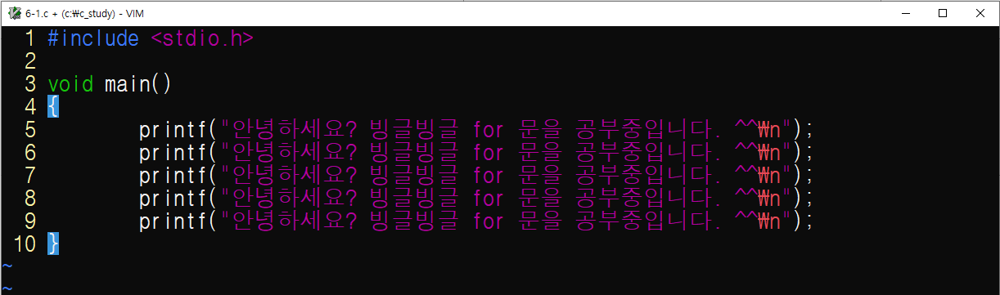 6-1.c + (c:₩c_study) - VIM
1 #include <stdio.h>
2
3 void main()
4 {
5 printf("안녕하세요? 빙글빙글 for 문을 공부중입니다. ^^₩n");
6 printf("안녕하세요? 빙글빙글 for 문을 공부중입니다. ^^₩n");
7 printf("안녕하세요? 빙글빙글 for 문을 공부중입니다. ^^₩n");
8 printf("안녕하세요? 빙글빙글 for 문을 공부중입니다. ^^₩n");
9 printf("안녕하세요? 빙글빙글 for 문을 공부중입니다. ^^₩n");
10 }
~
~